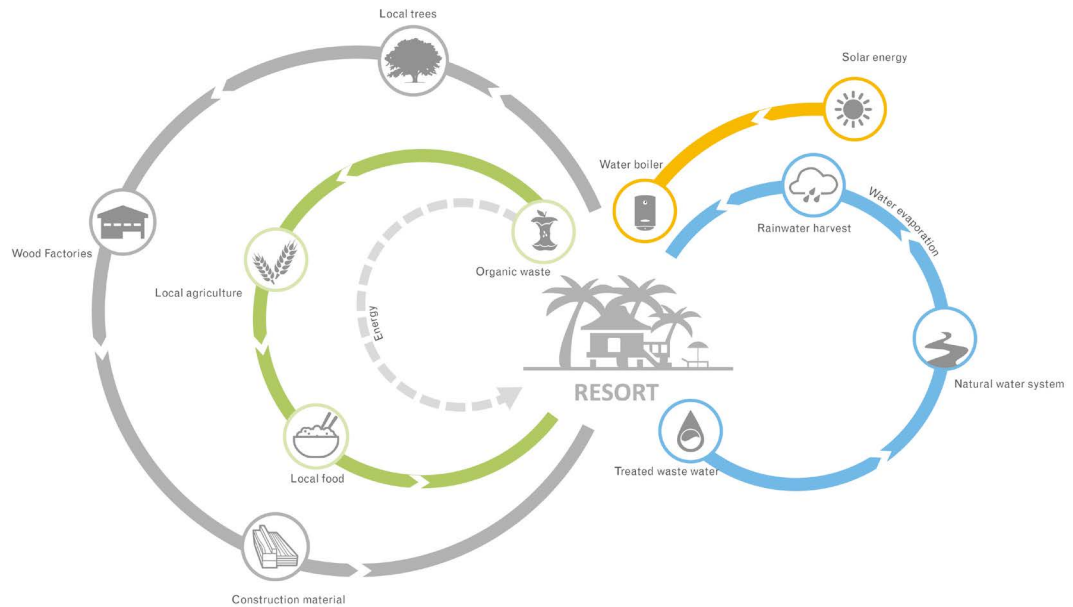 Local trees
Solar energy
Water boiler
Water evaporation
Rainwater harvest
Wood Factories
Organic waste
Local agriculture
Energy
Natural water system
RESORT
Treated waste water
Local food
Construction material